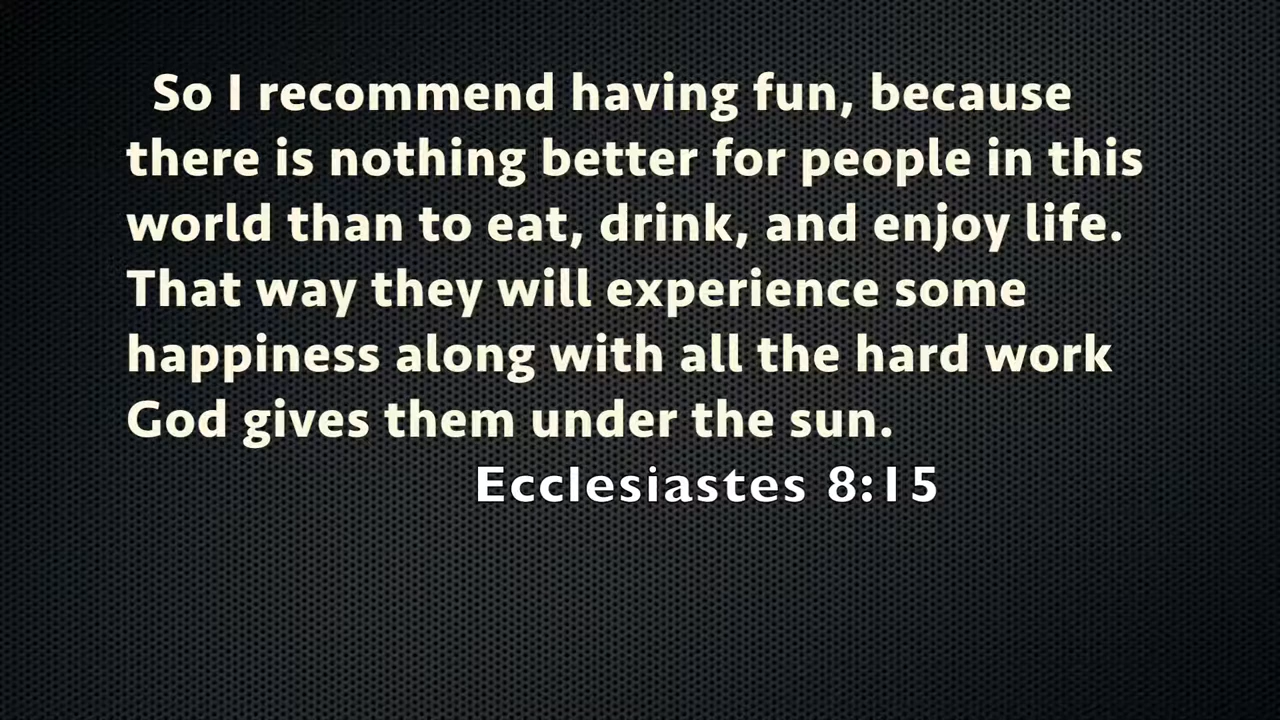 So I recommend having fun, because
there is nothing better for people in this
world than to eat, drink, and enjoy life.
That way they will experience some
happiness along with all the hard work
God gives them under the sun.
Ecclesiastes 8:15